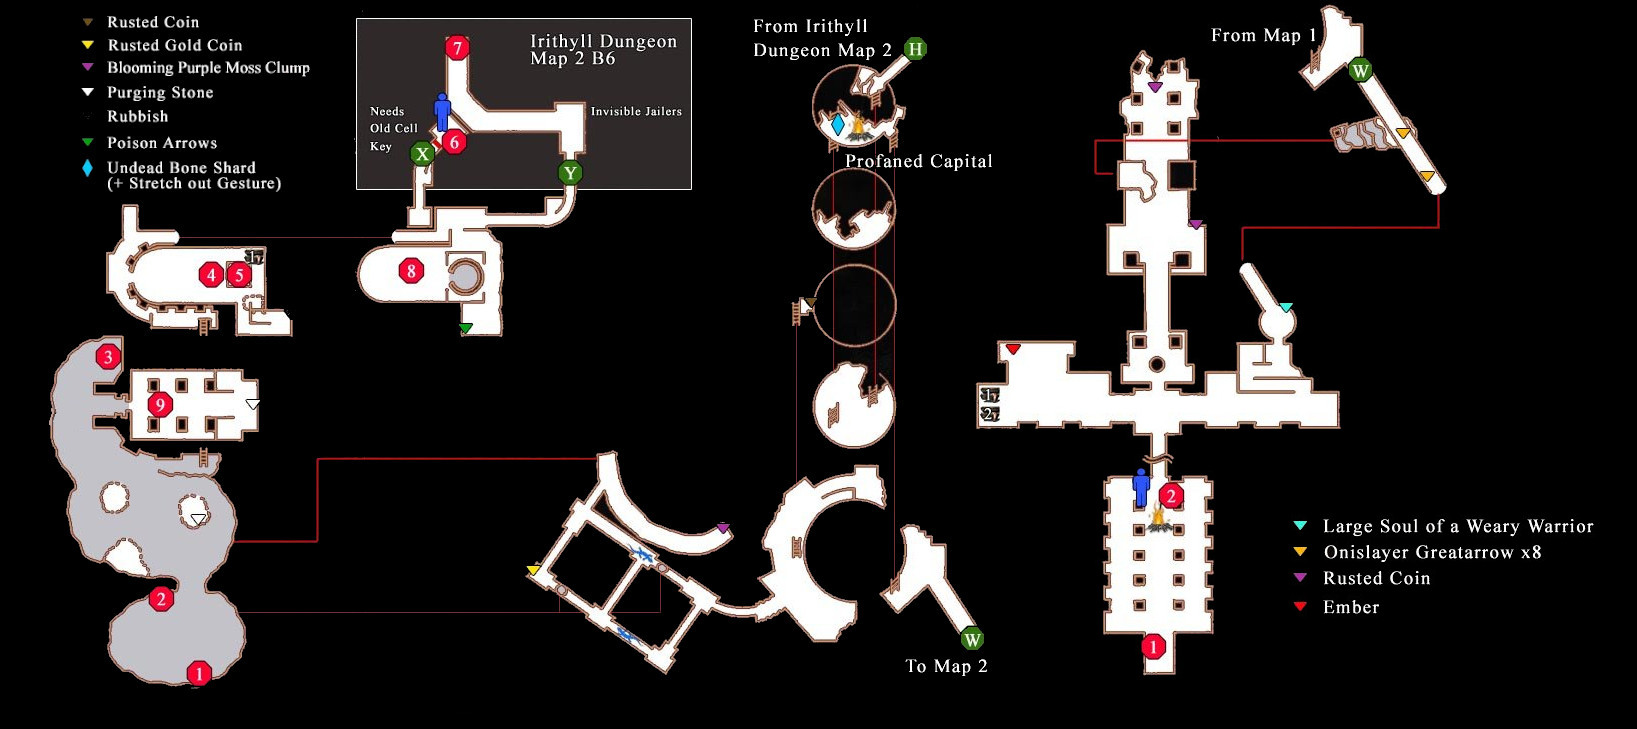 Rusted Coin
Rusted Gold Coin
Blooming Purple Moss Clump
Purging Stone
Rubbish
Poison Arrows
Undead Bone Shard
(+ Stretch out Gesture)
Irithyll Dungeon
Map 2 B6
7
Needs
Old Cell
Key
Invisible Jailers
6
X
Y
4
5
1
8
3
9
2
1
From Irithyll
Dungeon Map 2
H
Profaned Capital
W
To Map 2
From Map 1
W
1
2
2
1
Large Soul of a Weary Warrior
Onislayer Greatarrow x8
Rusted Coin
Ember